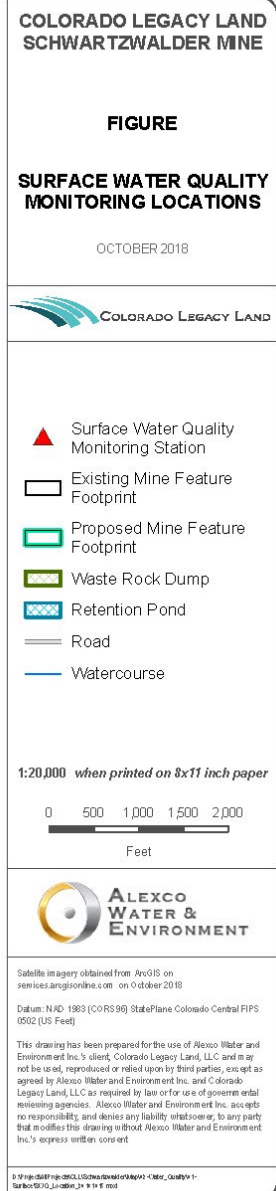 COLORADO LEGACY LAND
SCHWARTZWALDER MINE
FIGURE
SURFACE WATER QUALITY
MONITORING LOCATIONS
OCTOBER 2018
COLORADO LEGACY LAND
Surface Water Quality
Monitoring Station
Existing Mine Feature
Footprint
Proposed Mine Feature
Footprint
Waste Rock Dump
Retention Pond
Road
Watercourse
1:20,000 when printed on 8x11 inch paper
0 500 1,000 1,500 2,000
Feet
ALEXCO
WATER &
ENVIRONMENT
Satellite imagery obtained from ArcGIS on
services.arcgisonline.com on October 2018
Datum: NAD 1983 (CORS96) StatePlane Colorado Central FIPS
0502 (US Feet)
This drawing has been prepared for the use of Alexco Water and
Environment Inc.'s client, Colorado Legacy Land, LLC and may
not be used, reproduced or relied upon by third parties, except as
agreed by Alexco Water and Environment Inc. and Colorado
Legacy Land, LLC as required by law or for use of governmental
reviewing agencies. Alexco Water and Environment Inc. accepts
no responsibility, and denies any liability whatsoever, to any party
that modifies this drawing without Alexco Water and Environment
Inc.'s express written consent